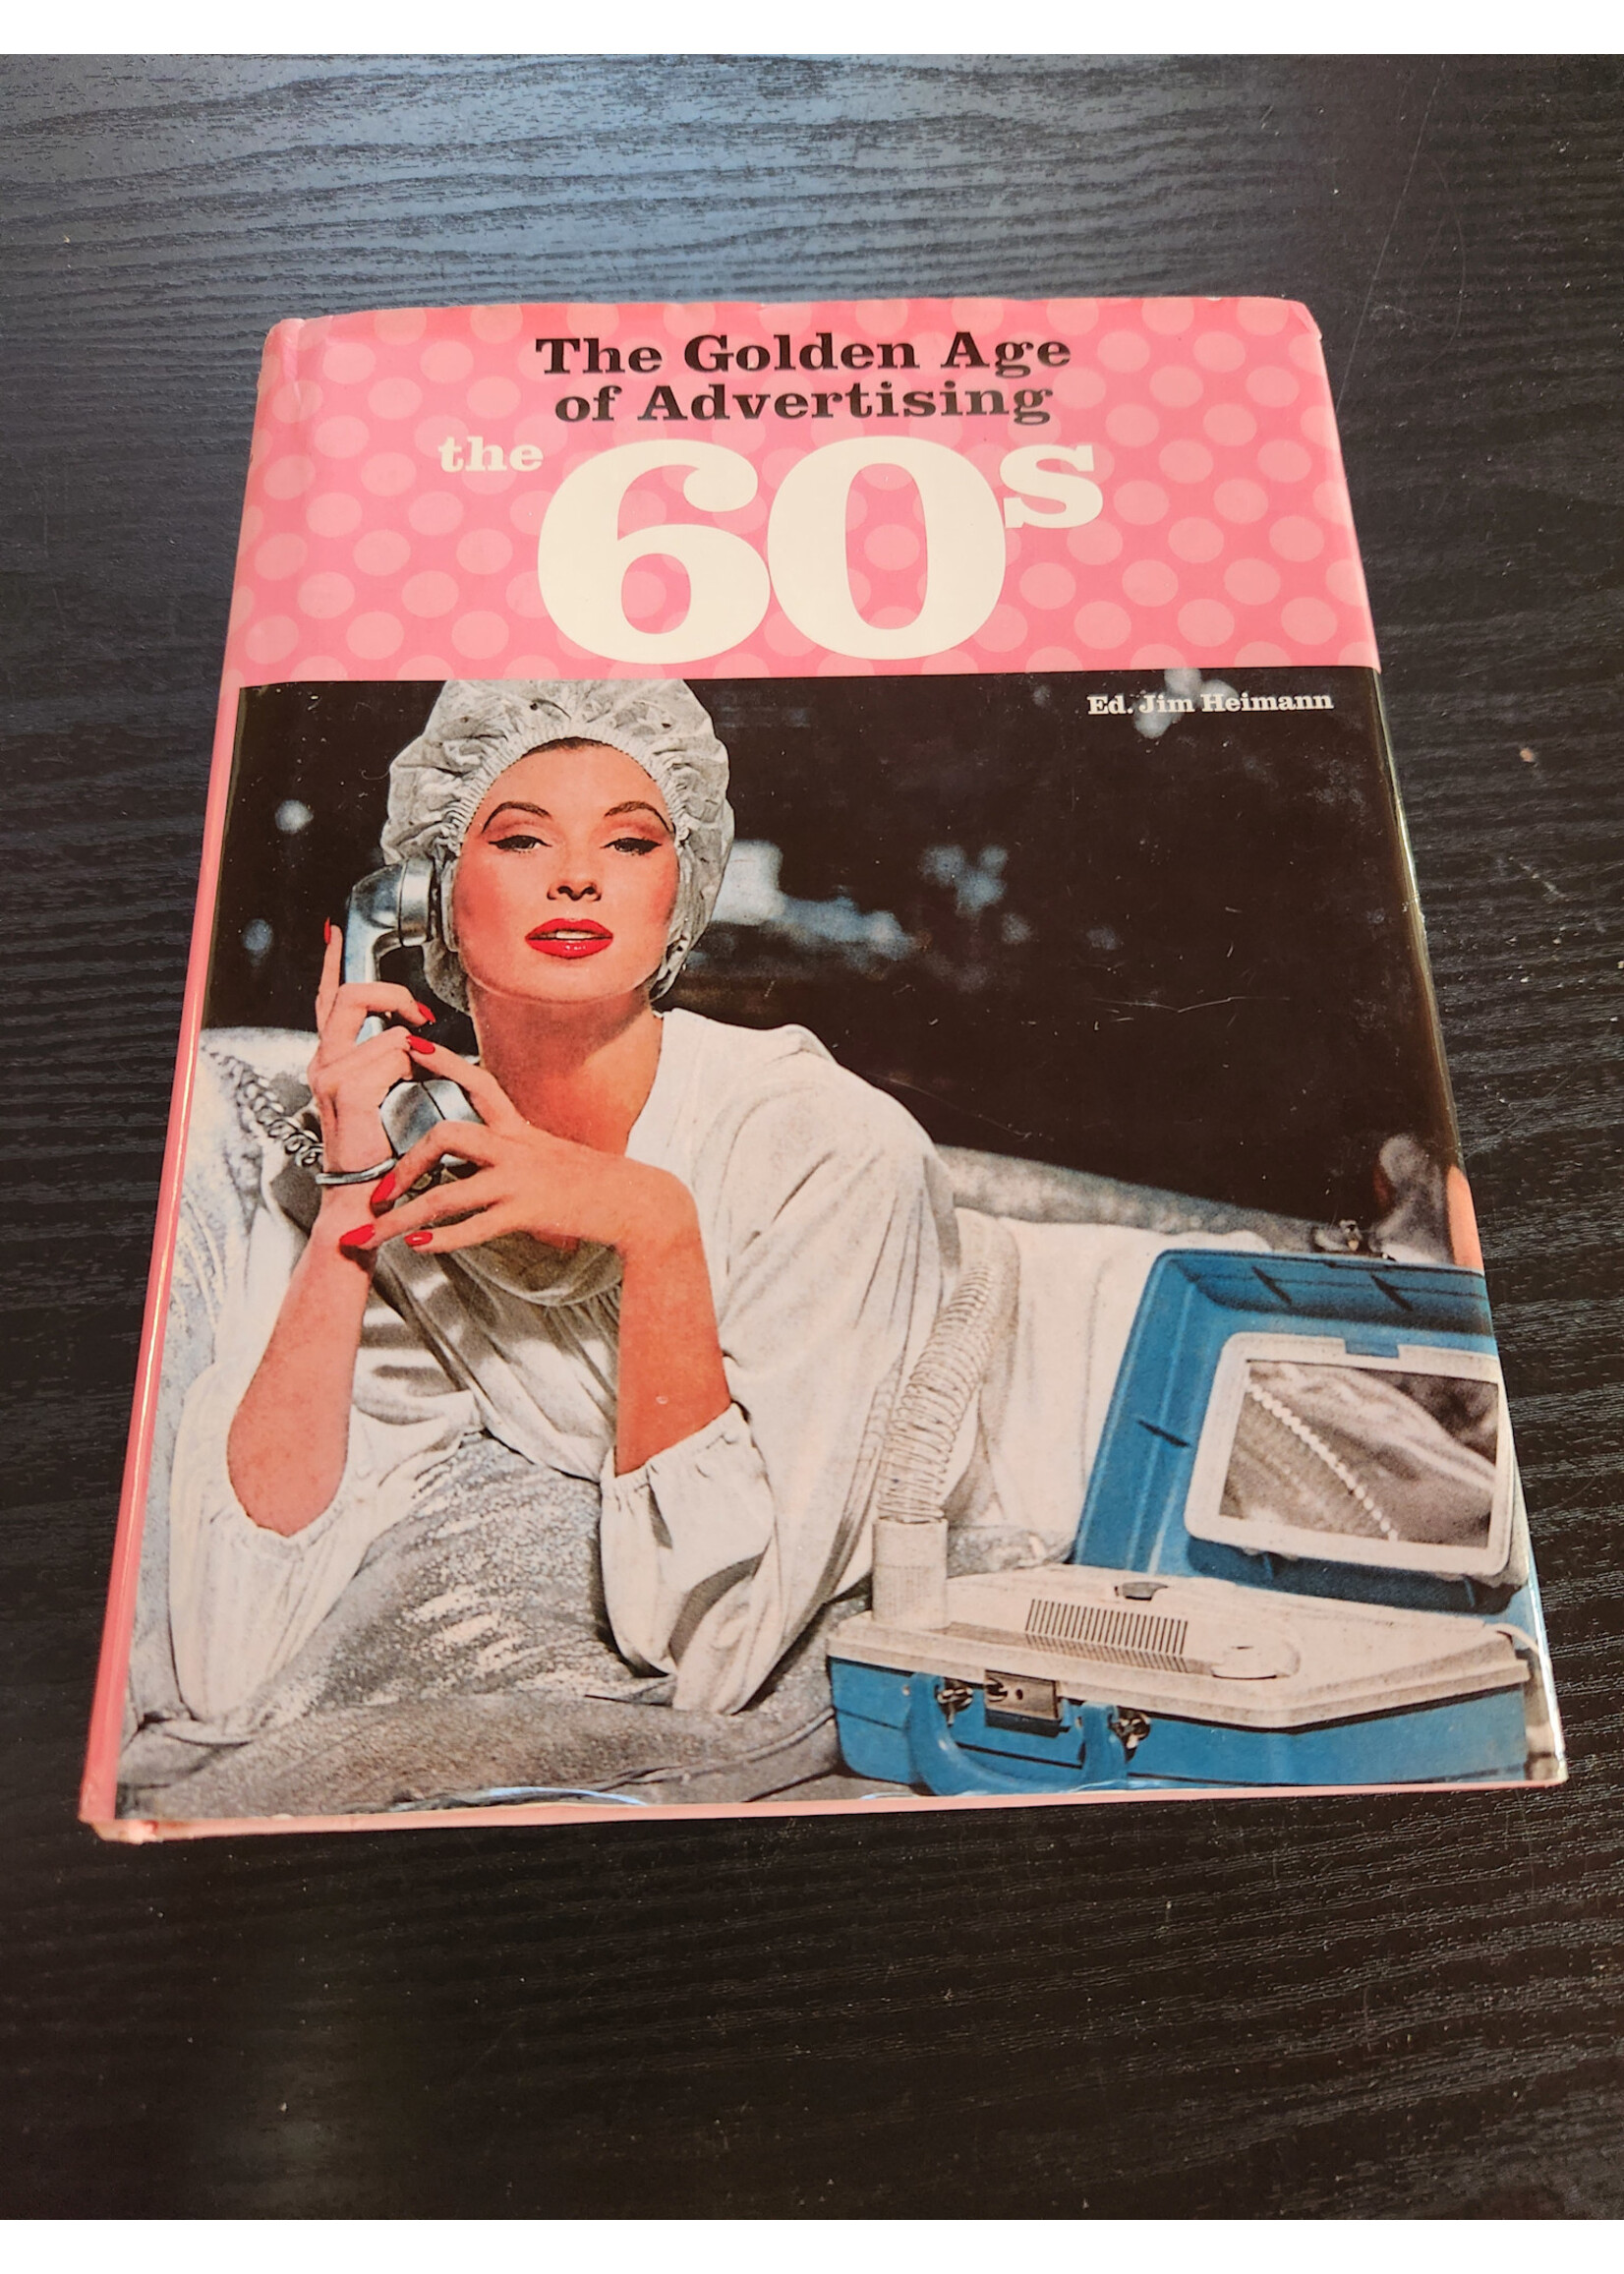 The Golden Age
of Advertising
the 60s
Ed. Jim Heimann